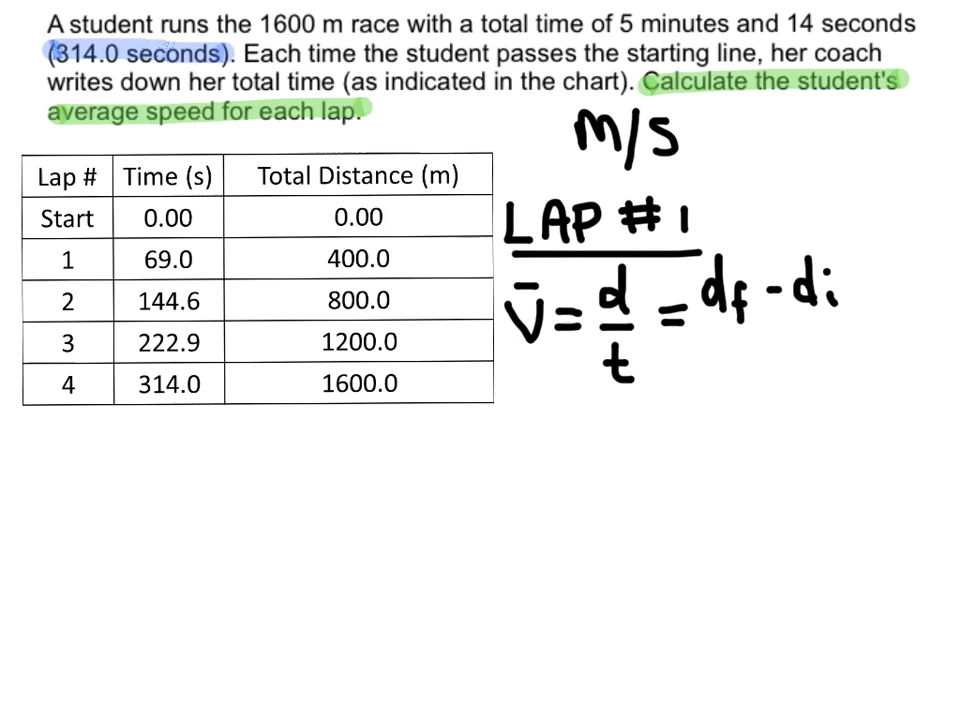 A student runs the 1600 m race with a total time of 5 minutes and 14 seconds
(314.0 seconds). Each time the student passes the starting line, her coach
writes down her total time (as indicated in the chart). Calculate the student's
average speed for each lap.
M/S
Lap # Time (s) Total Distance (m)
Start 0.00 0.00
1 69.0 400.0
2 144.6 800.0
3 222.9 1200.0
4 314.0 1600.0
LAP #1
v̄ = d/t = df - di